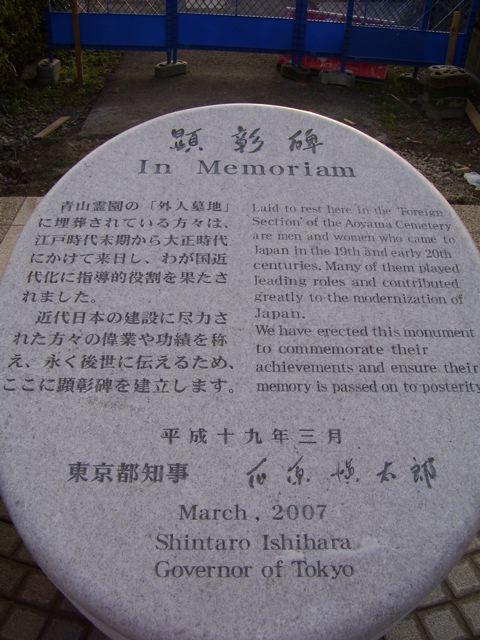 顕彰碑
In Memoriam
青山霊園の「外人墓地」
に埋葬されている方々は、
江戸時代末期から大正時代
にかけて来日し、わが国近
代化に指導的役割を果たさ
れました。
近代日本の建設に尽力さ
れた方々の偉業や功績を称
え、永く後世に伝えるため、
ここに顕彰碑を建立します。
Laid to rest here in the 'Foreign
Section' of the Aoyama Cemetery
are men and women who came to
Japan in the 19th and early 20th
centuries. Many of them played
leading roles and contributed
greatly to the modernization of
Japan.
We have erected this monument
to commemorate their
achievements and ensure their
memory is passed on to posterity
平成十九年三月
東京都知事 石原慎太郎
March, 2007
Shintaro Ishihara
Governor of Tokyo